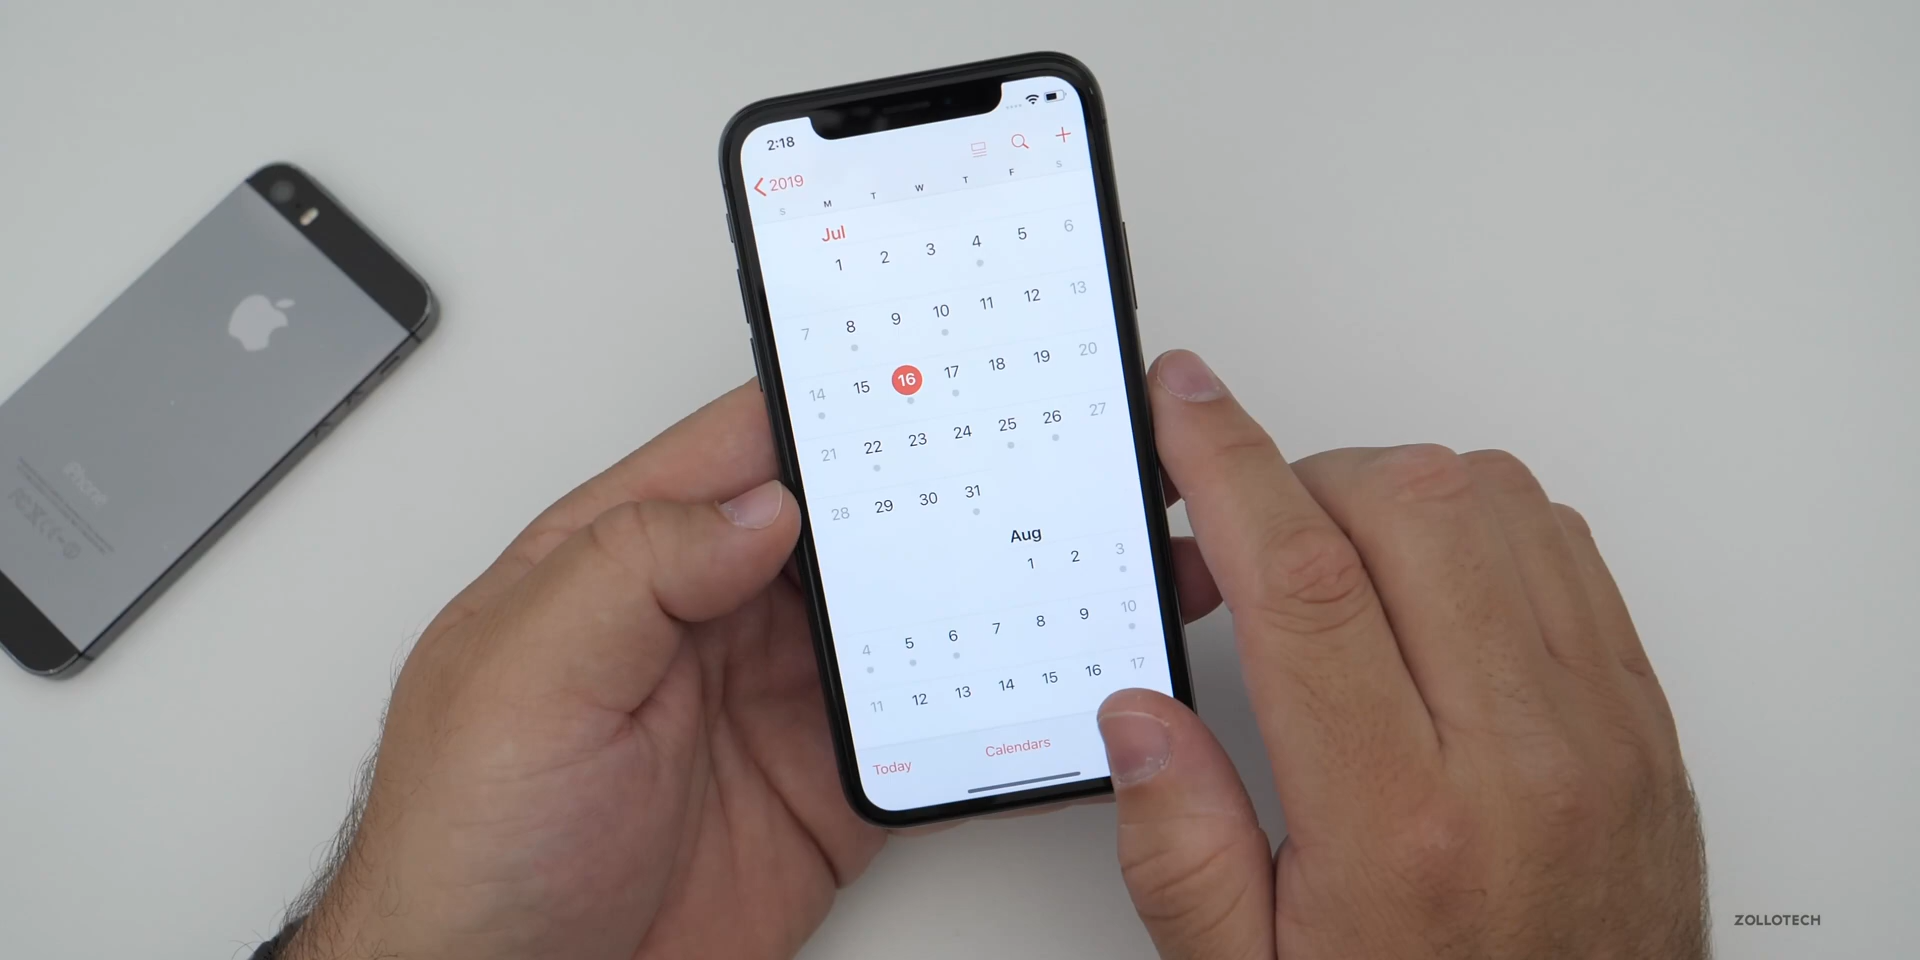 2:18
2019
S M T W T F S
Jul
1 2 3 4 5 6
7 8 9 10 11 12 13
14 15 16 17 18 19 20
21 22 23 24 25 26 27
28 29 30 31
Aug
1 2 3
4 5 6 7 8 9 10
11 12 13 14 15 16 17
Today Calendars
iPhone
ZOLLOTECH